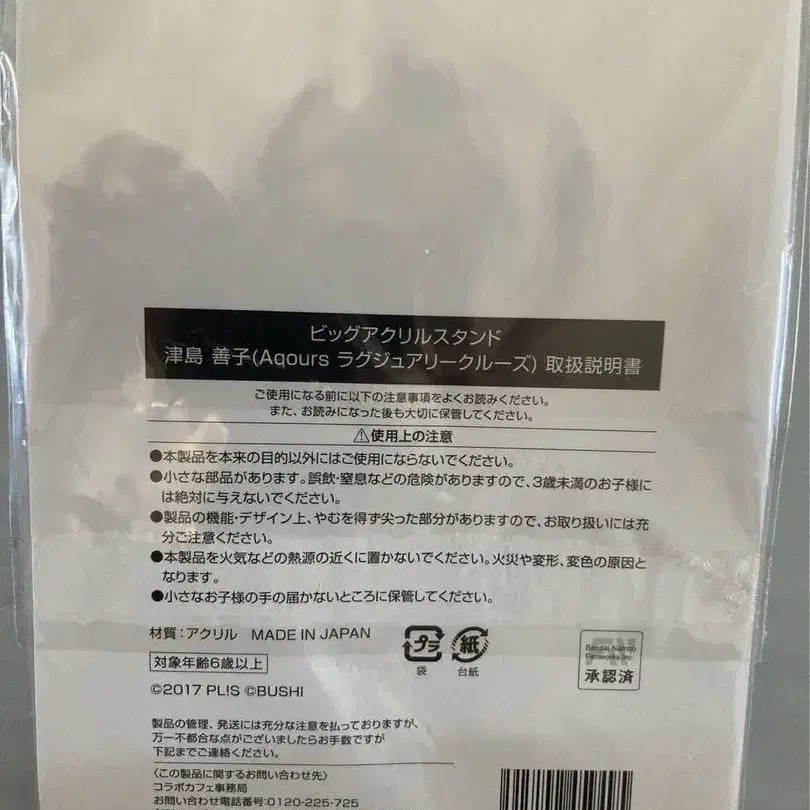 ビッグアクリルスタンド
津島 善子(Aqours ラグジュアリークルーズ) 取扱説明書
ご使用になる前に以下の注意事項をよくお読みください。
また、お読みになった後も大切に保管してください。
⚠使用上の注意
●本製品を本来の目的以外にはご使用にならないでください。
●小さな部品があります。誤飲・窒息などの危険がありますので、3歳未満のお子様に
は絶対に与えないでください。
●製品の機能・デザイン上、やむを得ず尖った部分がありますので、お取り扱いには充
分ご注意ください。
●本製品を火気などの熱源の近くに置かないでください。火災や変形、変色の原因と
なります。
●小さなお子様の手の届かないところに保管してください。
材質：アクリル MADE IN JAPAN
プラ
袋
紙
台紙
Bandai Namco
Filmworks Inc.
承認済
対象年齢6歳以上
©2017 PL!S ©BUSHI
製品の管理、発送には充分な注意を払っておりますが、
万一不都合な点がございましたらお手数ですが
下記までご連絡ください。
〈この製品に関するお問い合わせ先〉
コラボカフェ事務局
お問い合わせ電話番号:0120-225-725